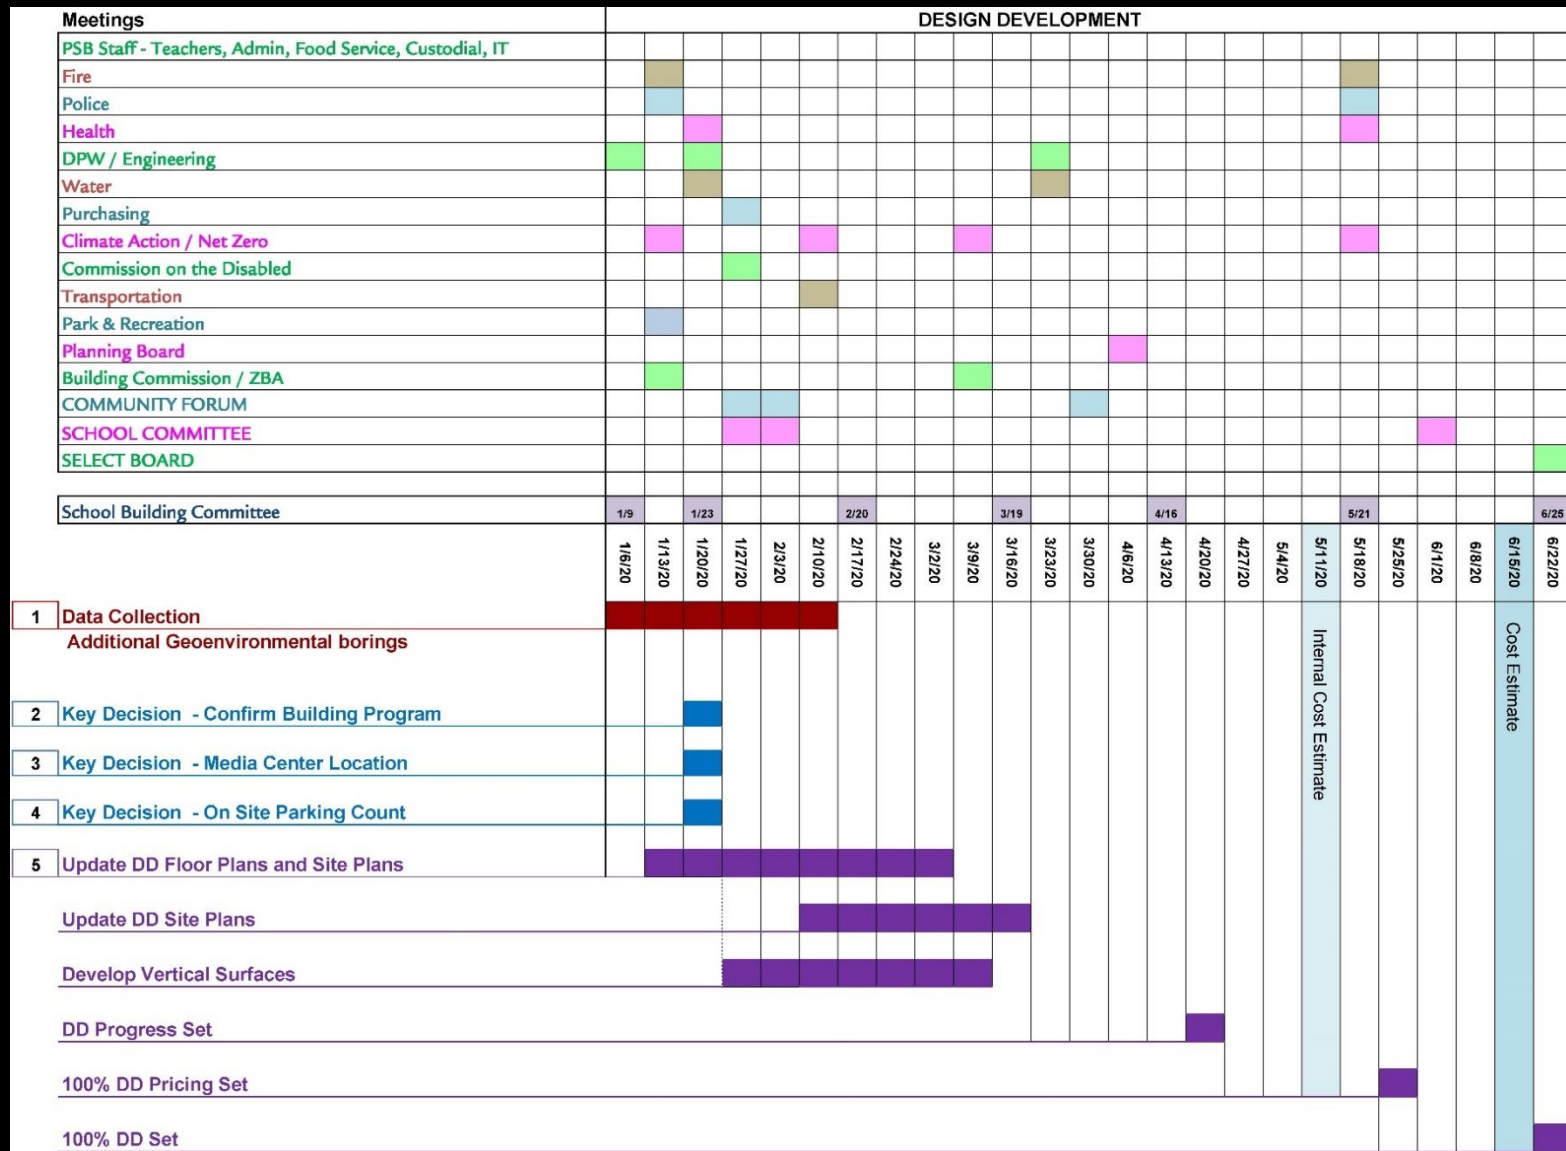 Meetings DESIGN DEVELOPMENT
PSB Staff - Teachers, Admin, Food Service, Custodial, IT
Fire
Police
Health
DPW / Engineering
Water
Purchasing
Climate Action / Net Zero
Commission on the Disabled
Transportation
Park & Recreation
Planning Board
Building Commission / ZBA
COMMUNITY FORUM
SCHOOL COMMITTEE
SELECT BOARD
School Building Committee 1/9 1/23 2/20 3/19 4/16 5/21 6/25
1/6/20 1/13/20 1/20/20 1/27/20 2/3/20 2/10/20 2/17/20 2/24/20 3/2/20 3/9/20 3/16/20 3/23/20 3/30/20 4/6/20 4/13/20 4/20/20 4/27/20 5/4/20 5/11/20 5/18/20 5/25/20 6/1/20 6/8/20 6/15/20 6/22/20
1 Data Collection
Additional Geoenvironmental borings
Internal Cost Estimate
Cost Estimate
2 Key Decision - Confirm Building Program
3 Key Decision - Media Center Location
4 Key Decision - On Site Parking Count
5 Update DD Floor Plans and Site Plans
Update DD Site Plans
Develop Vertical Surfaces
DD Progress Set
100% DD Pricing Set
100% DD Set